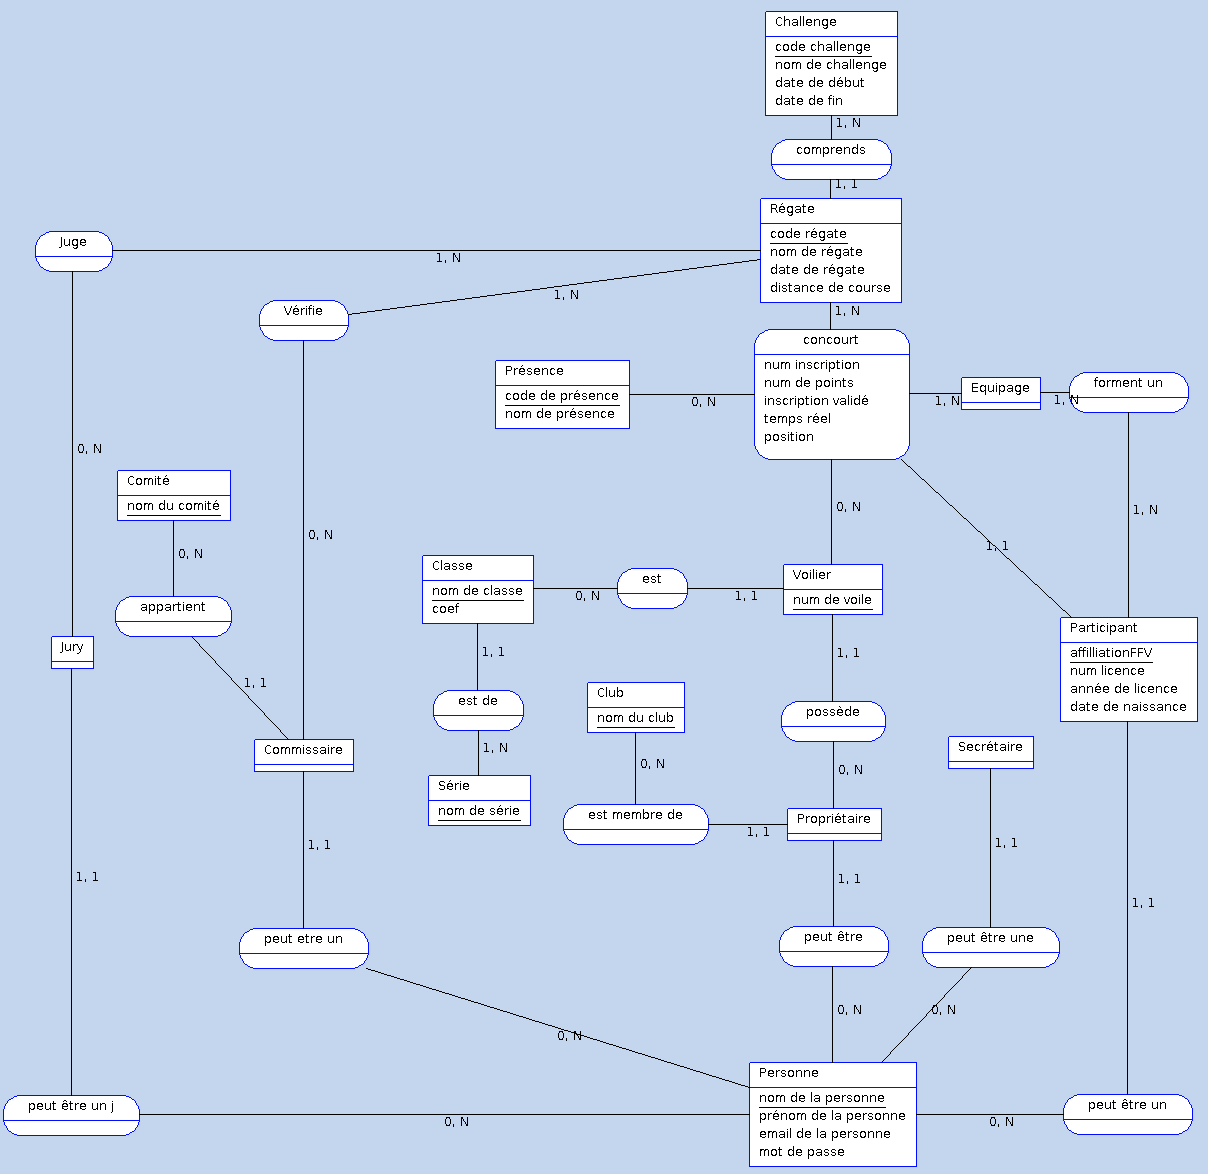 Challenge
code challenge
nom de challenge
date de début
date de fin
1, N
comprends
1, 1
Régate
code régate
nom de régate
date de régate
distance de course
Juge
1, N
Vérifie
1, N
1, N
concourt
num inscription
num de points
inscription validé
temps réel
position
Présence
code de présence
nom de présence
0, N
1, N
Equipage
1, N
forment un
0, N
Comité
nom du comité
0, N
0, N
0, N
1, N
1, 1
appartient
Classe
nom de classe
coef
0, N
est
1, 1
Voilier
num de voile
Jury
1, 1
1, 1
1, 1
Participant
affilliationFFV
num licence
année de licence
date de naissance
est de
Club
nom du club
possède
Commissaire
1, N
0, N
0, N
Secrétaire
Série
nom de série
est membre de
1, 1
Propriétaire
1, 1
1, 1
1, 1
1, 1
1, 1
peut etre un
peut être
peut être une
0, N
0, N
0, N
Personne
nom de la personne
prénom de la personne
email de la personne
mot de passe
peut être un j
0, N
0, N
peut être un